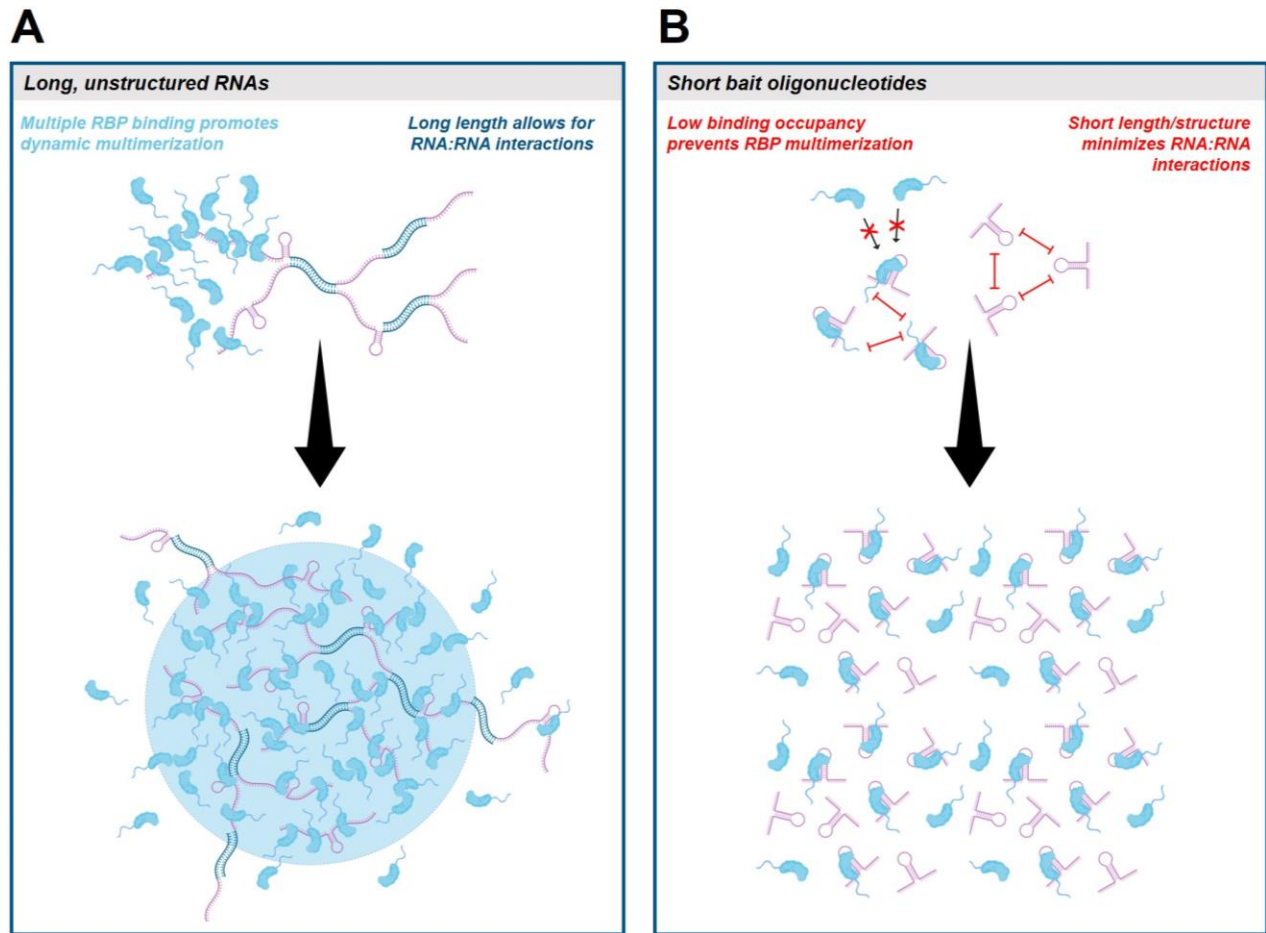 A
Long, unstructured RNAs
Multiple RBP binding promotes
dynamic multimerization
Long length allows for
RNA:RNA interactions
B
Short bait oligonucleotides
Low binding occupancy
prevents RBP multimerization
Short length/structure
minimizes RNA:RNA
interactions